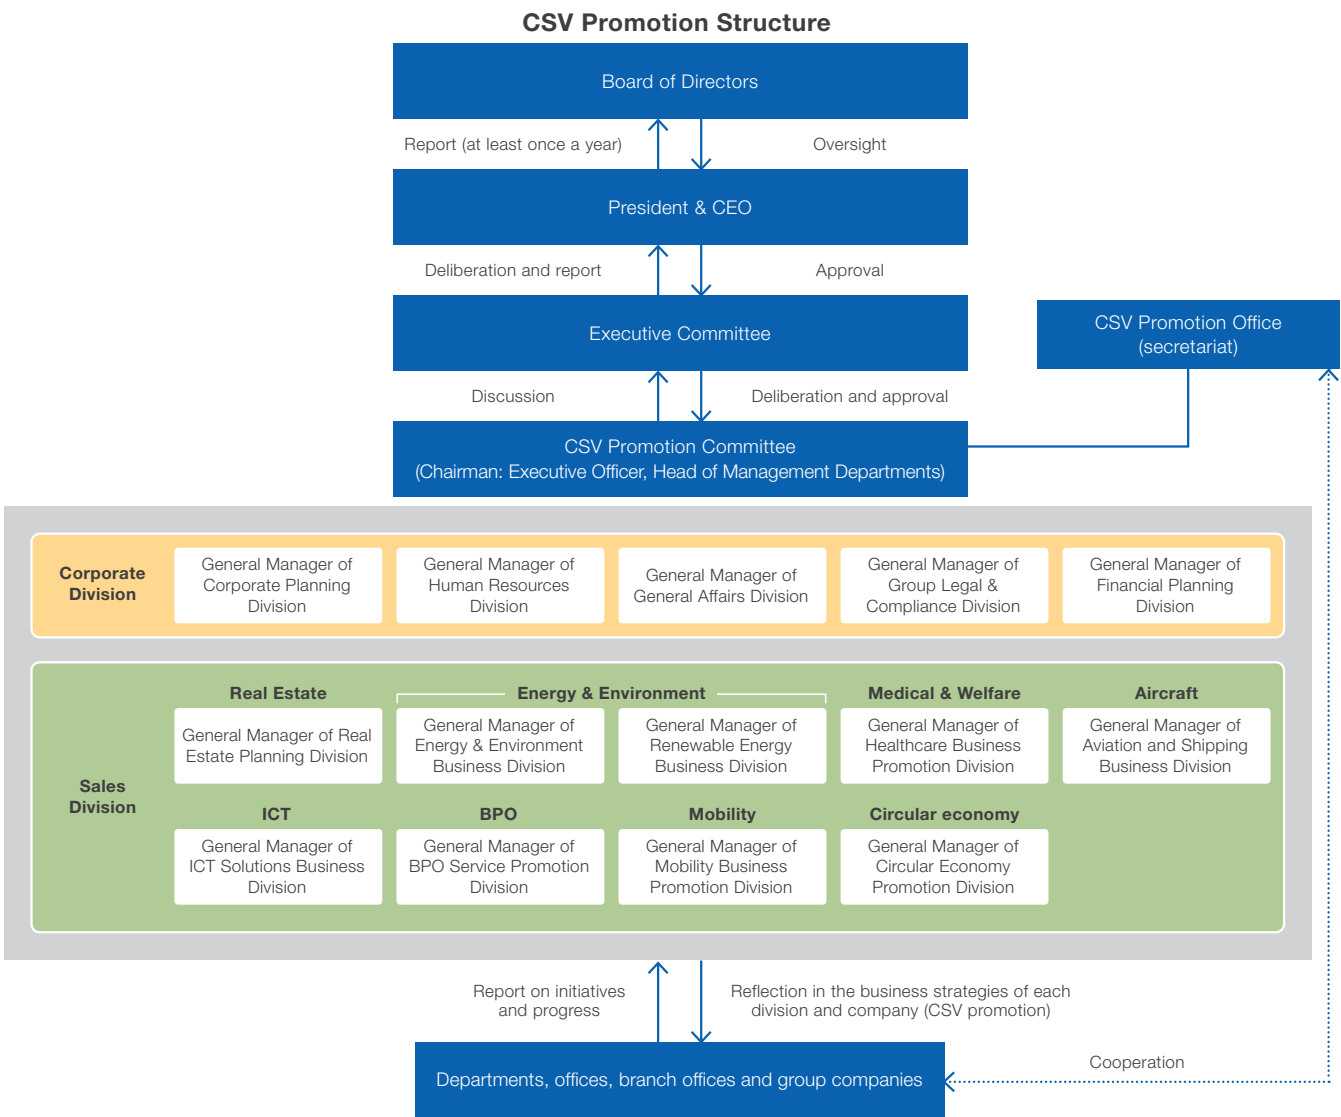 CSV Promotion Structure
Board of Directors
Report (at least once a year)
Oversight
President & CEO
Deliberation and report
Approval
Executive Committee
CSV Promotion Office
(secretariat)
Discussion
Deliberation and approval
CSV Promotion Committee
(Chairman: Executive Officer, Head of Management Departments)
Corporate
Division
General Manager of
Corporate Planning
Division
General Manager of
Human Resources
Division
General Manager of
General Affairs Division
General Manager of
Group Legal &
Compliance Division
General Manager of
Financial Planning
Division
Sales
Division
Real Estate
General Manager of Real
Estate Planning Division
Energy & Environment
General Manager of
Energy & Environment
Business Division
General Manager of
Renewable Energy
Business Division
Medical & Welfare
General Manager of
Healthcare Business
Promotion Division
Aircraft
General Manager of
Aviation and Shipping
Business Division
ICT
General Manager of
ICT Solutions Business
Division
BPO
General Manager of
BPO Service Promotion
Division
Mobility
General Manager of
Mobility Business
Promotion Division
Circular economy
General Manager of
Circular Economy
Promotion Division
Report on initiatives
and progress
Reflection in the business strategies of each
division and company (CSV promotion)
Departments, offices, branch offices and group companies
Cooperation